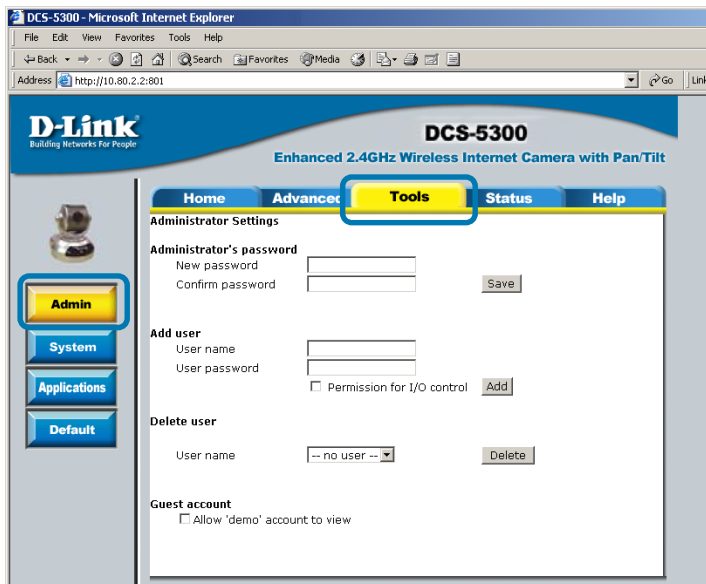 DCS-5300 - Microsoft Internet Explorer
File Edit View Favorites Tools Help
Back Search Favorites Media
Address http://10.80.2.2:801 Go Link
D-Link
Building Networks For People
DCS-5300
Enhanced 2.4GHz Wireless Internet Camera with Pan/Tilt
Home Advanced Tools Status Help
Administrator Settings
Administrator's password
New password
Confirm password Save
Admin
Add user
System
User name
User password
Applications
Permission for I/O control Add
Delete user
Default
User name -- no user -- Delete
Guest account
Allow 'demo' account to view